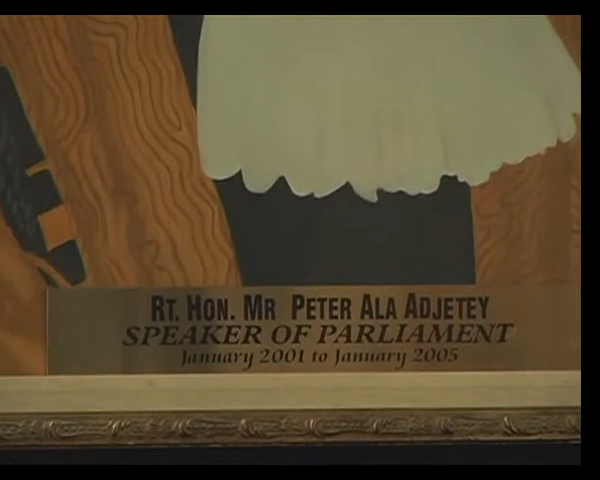 RT. HON. MR PETER ALA ADJETEY
SPEAKER OF PARLIAMENT
January 2001 to January 2005